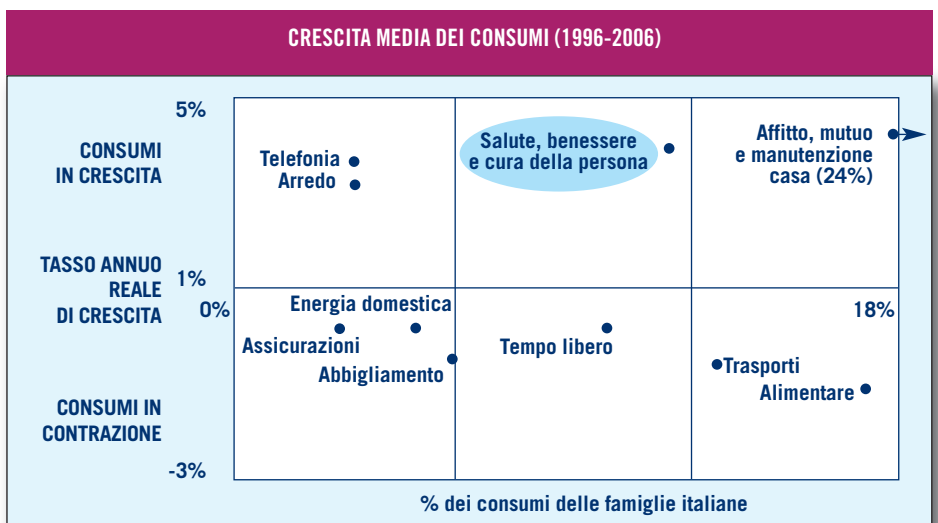 CRESCITA MEDIA DEI CONSUMI (1996-2006)
5%
CONSUMI
IN CRESCITA
Telefonia
Arredo
Salute, benessere
e cura della persona
Affitto, mutuo
e manutenzione
casa (24%)
TASSO ANNUO
REALE
DI CRESCITA
1%
0%
18%
Energia domestica
Assicurazioni
Abbigliamento
Tempo libero
Trasporti
Alimentare
CONSUMI IN
CONTRAZIONE
-3%
% dei consumi delle famiglie italiane